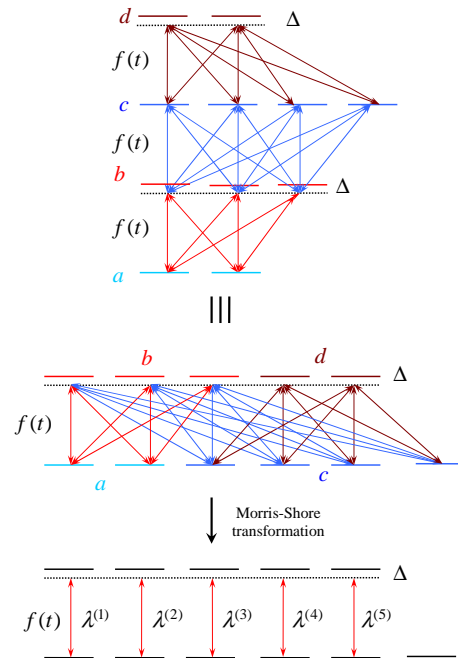 d Δ
f(t)
c
f(t)
b Δ
f(t)
a
|||
b d
Δ
f(t)
a c
Morris-Shore
transformation
Δ
f(t) λ⁽¹⁾ λ⁽²⁾ λ⁽³⁾ λ⁽⁴⁾ λ⁽⁵⁾